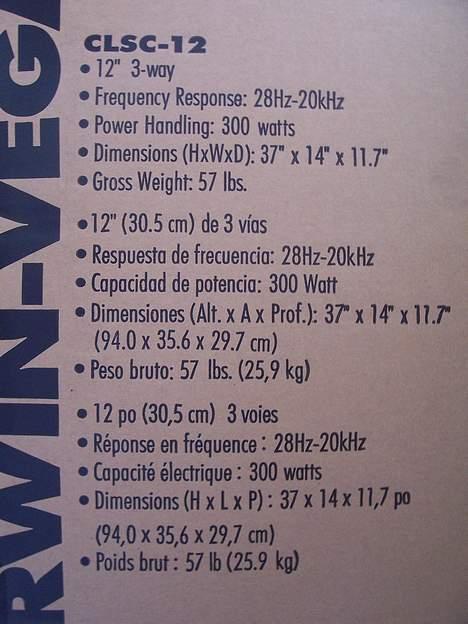 RWIN-VEGA
CLSC-12
• 12" 3-way
• Frequency Response: 28Hz-20kHz
• Power Handling: 300 watts
• Dimensions (HxWxD): 37" x 14" x 11.7"
• Gross Weight: 57 lbs.
• 12" (30.5 cm) de 3 vías
• Respuesta de frecuencia: 28Hz-20kHz
• Capacidad de potencia: 300 Watt
• Dimensiones (Alt. x A x Prof.): 37" x 14" x 11.7"
(94.0 x 35.6 x 29.7 cm)
• Peso bruto: 57 lbs. (25,9 kg)
• 12 po (30,5 cm) 3 voies
• Réponse en fréquence : 28Hz-20kHz
• Capacité électrique : 300 watts
• Dimensions (H x L x P) : 37 x 14 x 11,7 po
(94,0 x 35,6 x 29,7 cm)
• Poids brut : 57 lb (25.9 kg)